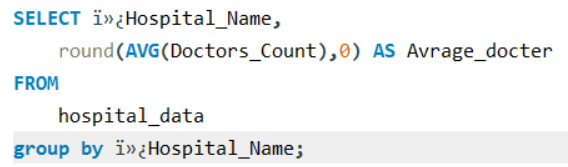 SELECT ï»¿Hospital_Name,
round(AVG(Doctors_Count),0) AS Avrage_docter
FROM
hospital_data
group by ï»¿Hospital_Name;